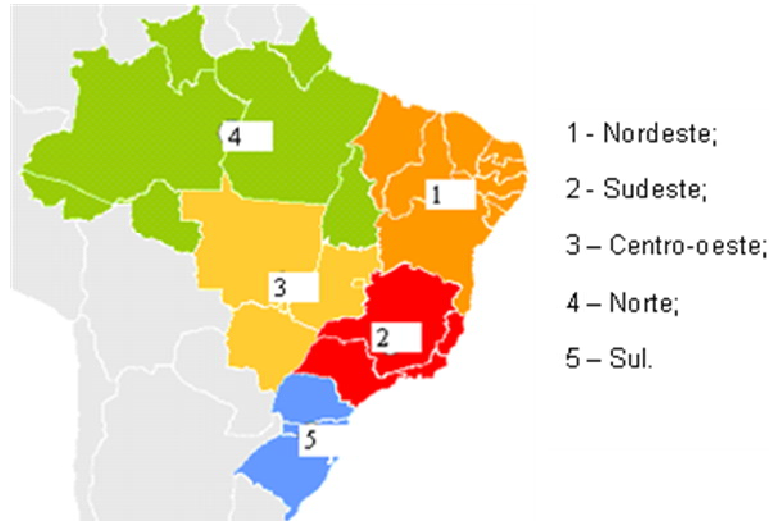 4
1
3
2
5
1 - Nordeste;
2 - Sudeste;
3 – Centro-oeste;
4 – Norte;
5 – Sul.